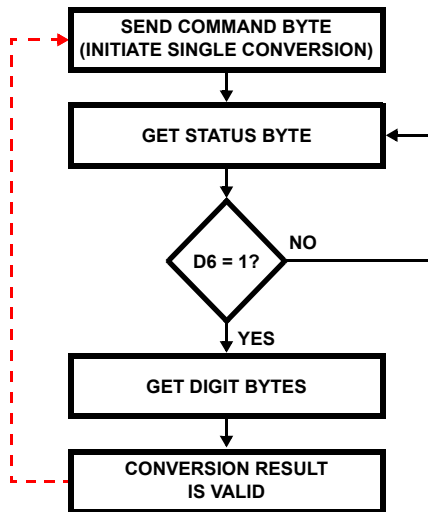 SEND COMMAND BYTE
(INITIATE SINGLE CONVERSION)
GET STATUS BYTE
D6 = 1?
NO
YES
GET DIGIT BYTES
CONVERSION RESULT
IS VALID